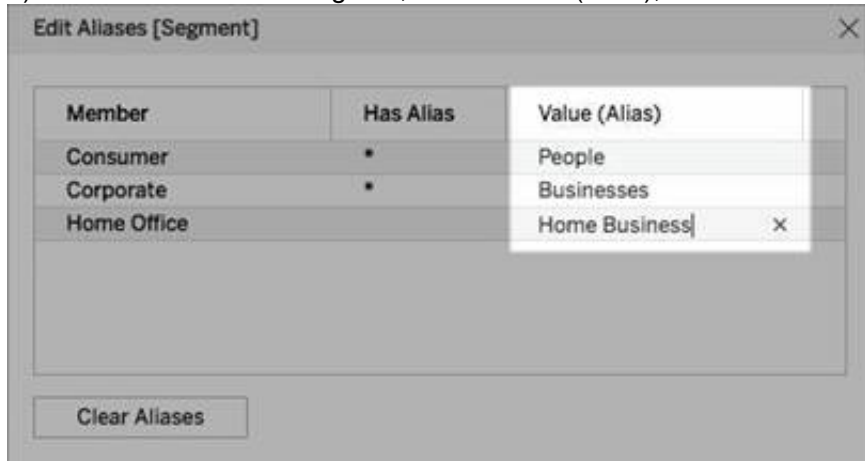 Edit Aliases [Segment]
Member Has Alias Value (Alias)
Consumer * People
Corporate * Businesses
Home Office Home Business
Clear Aliases